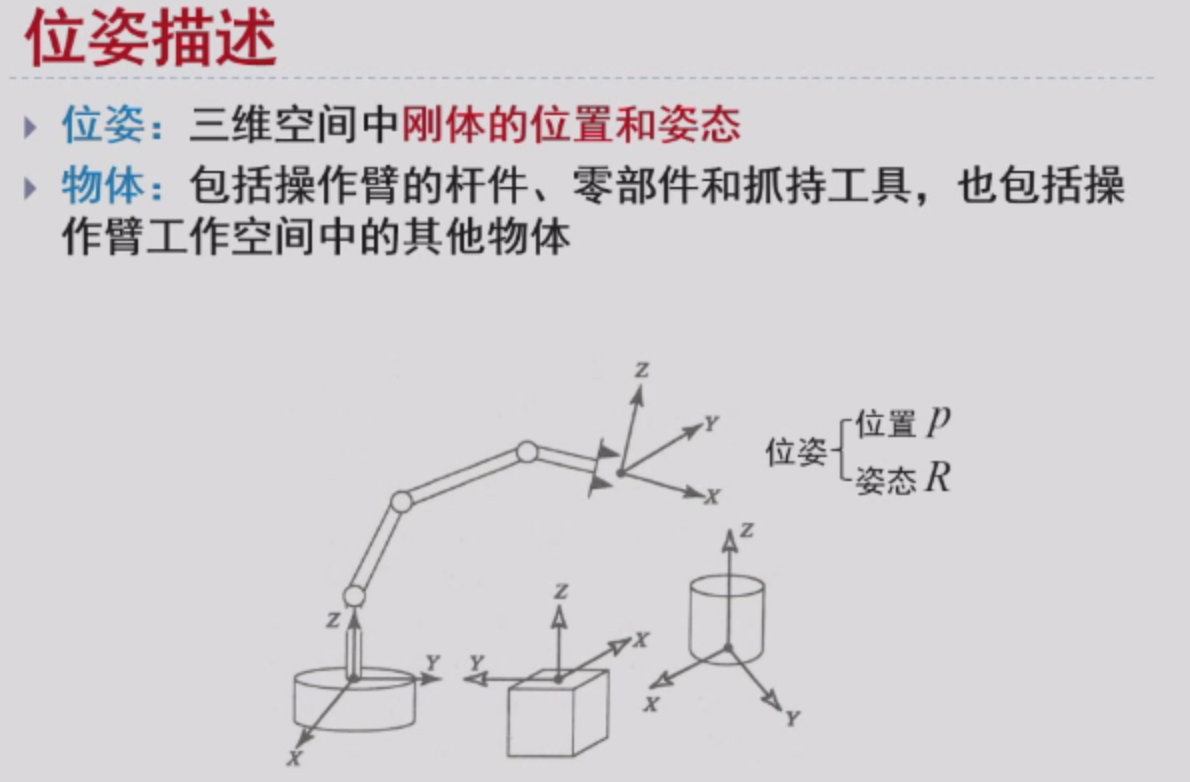 位姿描述
位姿：三维空间中刚体的位置和姿态
物体：包括操作臂的杆件、零部件和抓持工具，也包括操
作臂工作空间中的其他物体
Z
Y
X
位姿
位置 p
姿态 R
Z
Y
X
Z
Y
X
Z
X
Y